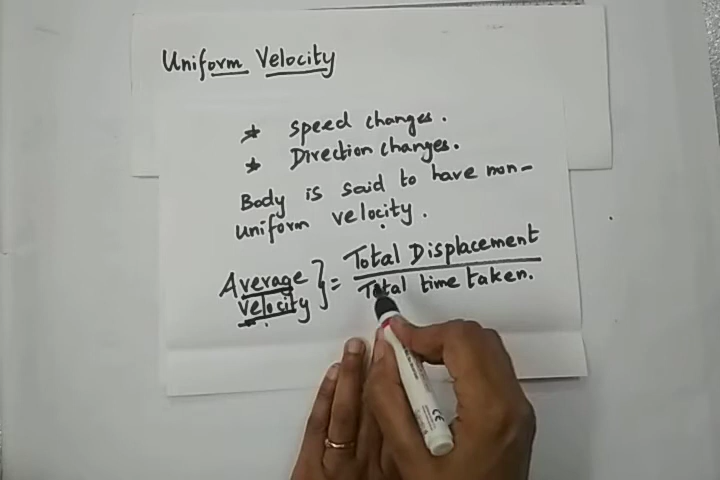 Uniform Velocity
* Speed changes.
* Direction changes.
Body is said to have non-
uniform velocity.
Average
velocity } = Total Displacement
Total time taken.
CE